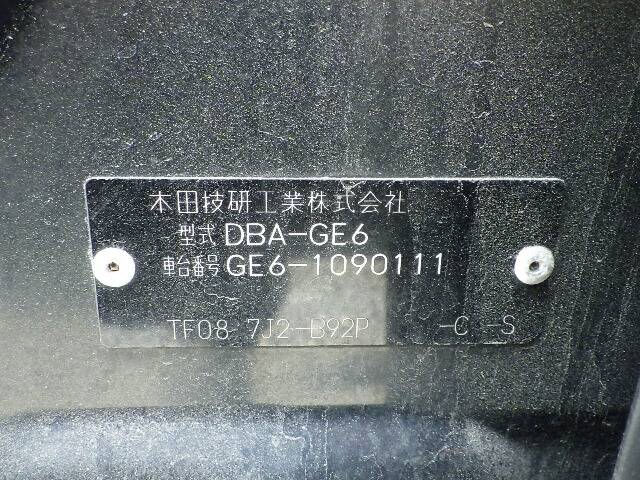 本田技研工業株式会社
型式 DBA-GE6
車台番号 GE6-1090111
TF08 7J2-B92P -C -S